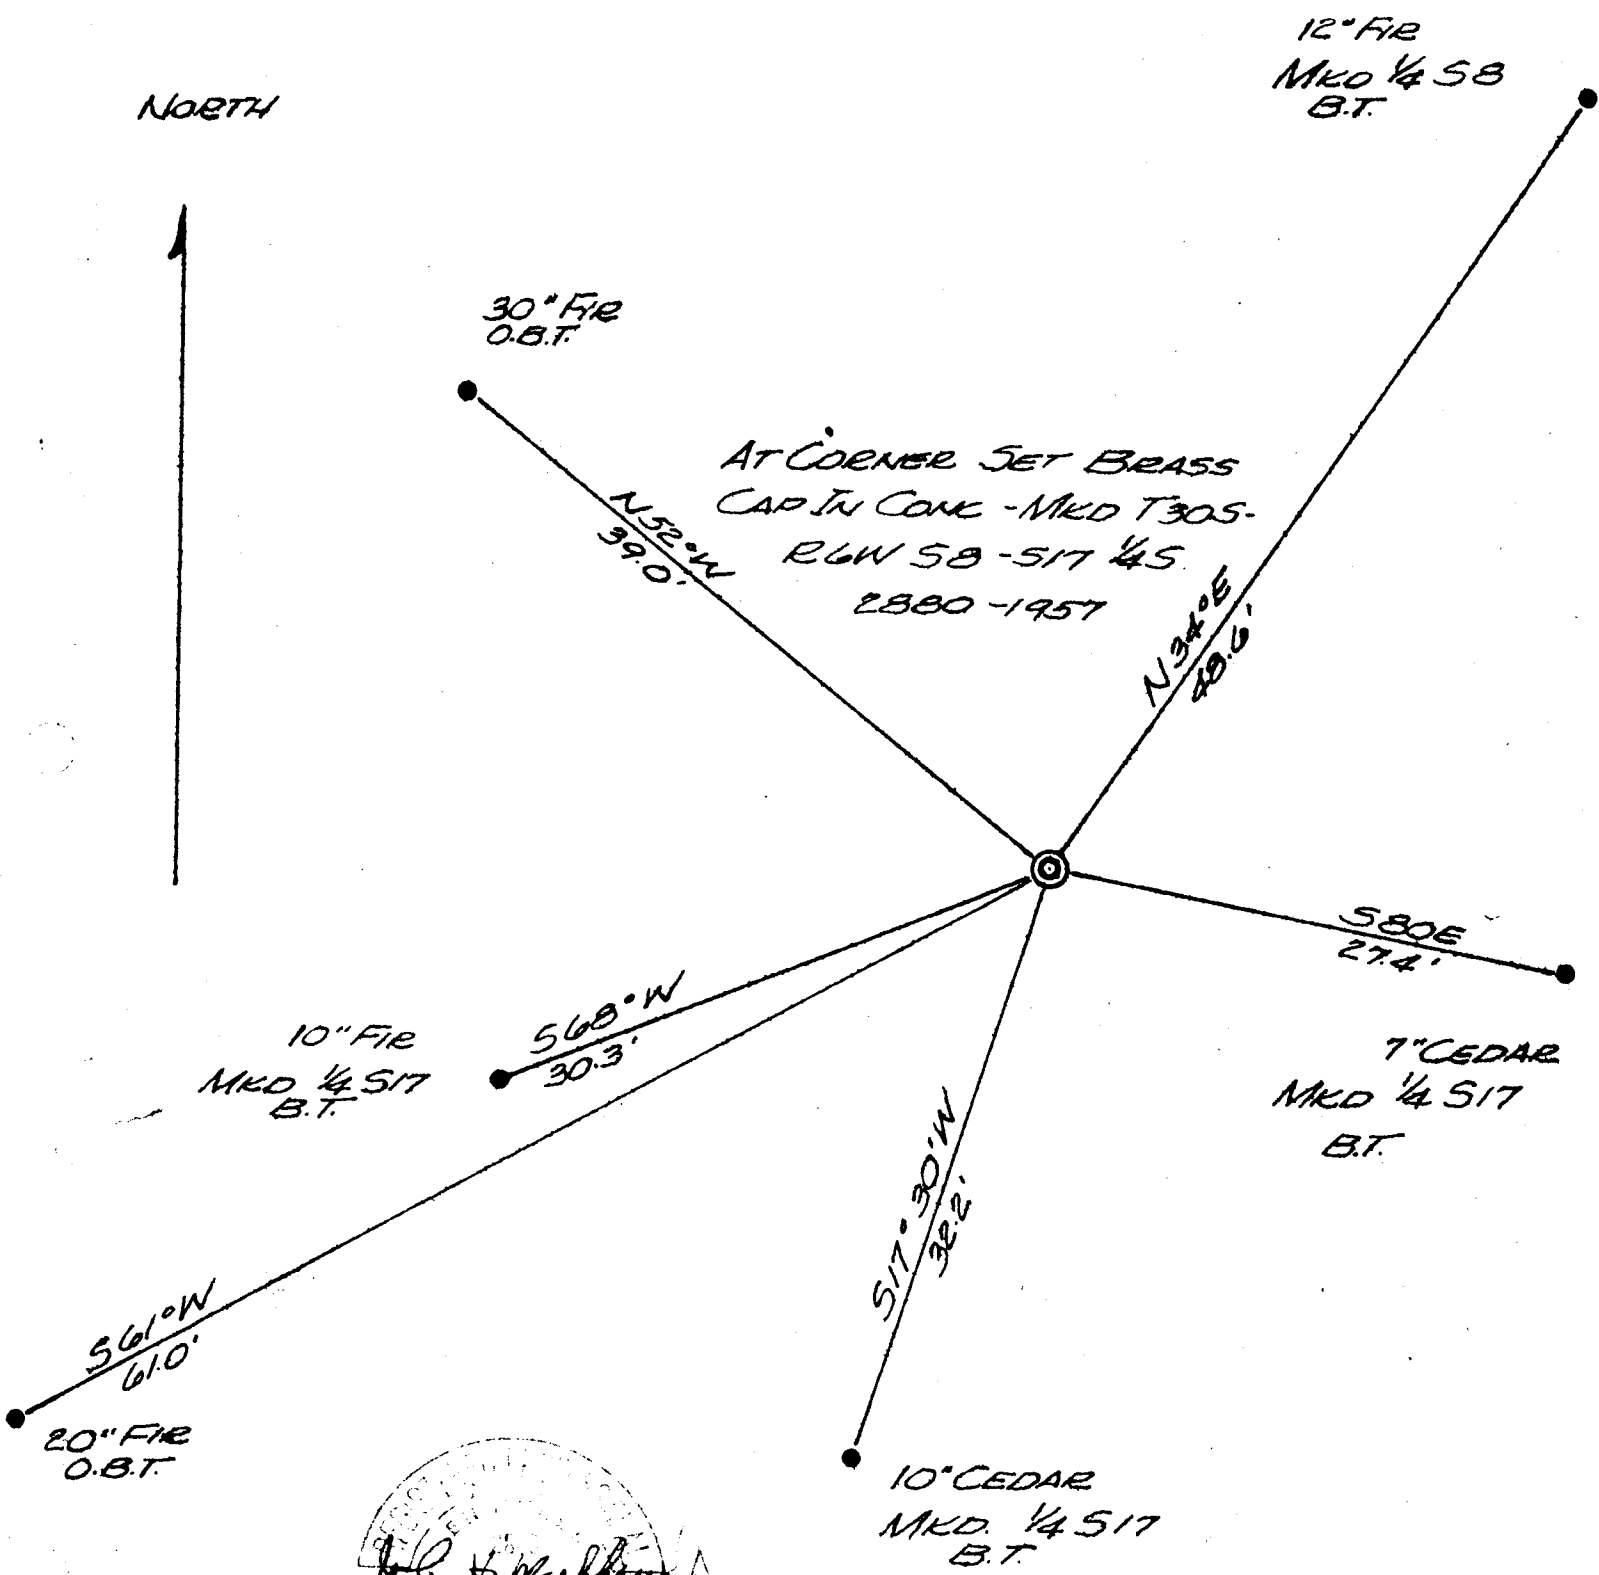 12" FIR
MKD 1/4 S8
B.T.
NORTH
30" FIR
O.B.T.
AT CORNER SET BRASS
CAP IN CONC - MKD T30S-
R6W S8 - S17 1/4 S
2880 - 1957
N52°W
39.0'
N34°E
48.6'
S80E
27.4'
S68°W
30.3'
10" FIR
MKD 1/4 S17
B.T.
7" CEDAR
MKD 1/4 S17
B.T.
S17°30'W
32.2'
S61°W
61.0'
20" FIR
O.B.T.
10" CEDAR
MKD. 1/4 S17
B.T.